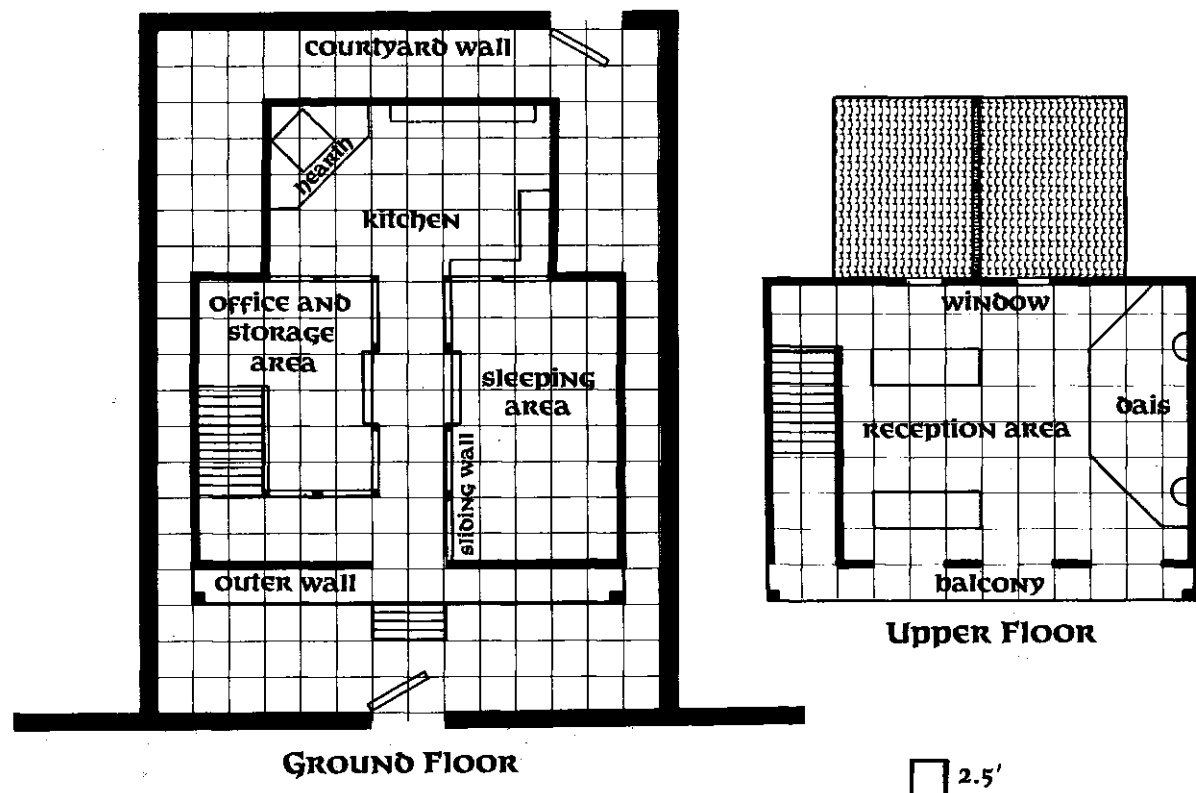 Courtyard Wall
Hearth
Kitchen
Office and
Storage
Area
Sleeping
Area
Sliding Wall
Outer Wall
Ground Floor
Window
Dais
Reception Area
Balcony
Upper Floor
2.5'